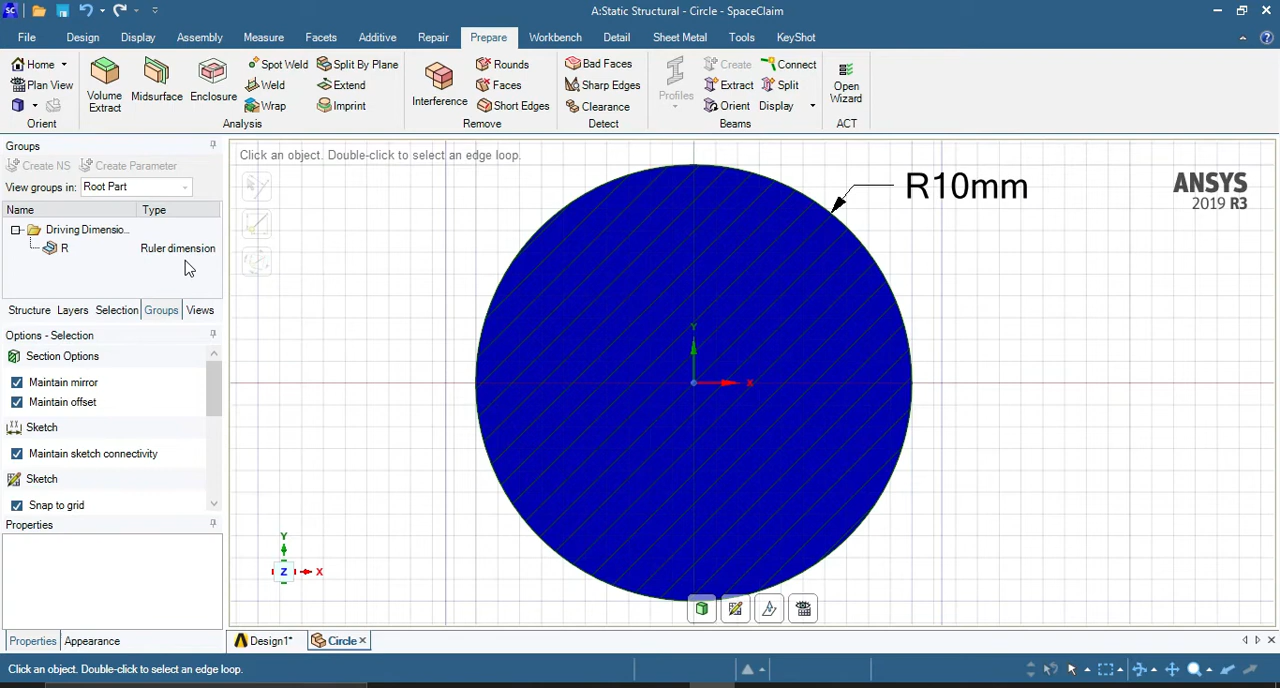 SC
A:Static Structural - Circle - SpaceClaim
File Design Display Assembly Measure Facets Additive Repair Prepare Workbench Detail Sheet Metal Tools KeyShot
Home
Plan View
Orient
Volume Extract
Midsurface
Enclosure
Spot Weld
Weld
Wrap
Split By Plane
Extend
Imprint
Analysis
Interference
Rounds
Faces
Short Edges
Remove
Bad Faces
Sharp Edges
Clearance
Detect
Profiles
Create
Extract
Orient
Connect
Split
Display
Beams
Open Wizard
ACT
Groups
Create NS Create Parameter
View groups in: Root Part
Name Type
Driving Dimensio...
R Ruler dimension
Structure Layers Selection Groups Views
Options - Selection
Section Options
Maintain mirror
Maintain offset
Sketch
Maintain sketch connectivity
Sketch
Snap to grid
Properties
Properties Appearance
Click an object. Double-click to select an edge loop.
R10mm
ANSYS
2019 R3
Y
X
Y
Z
X
Design1*
Circle
Click an object. Double-click to select an edge loop.